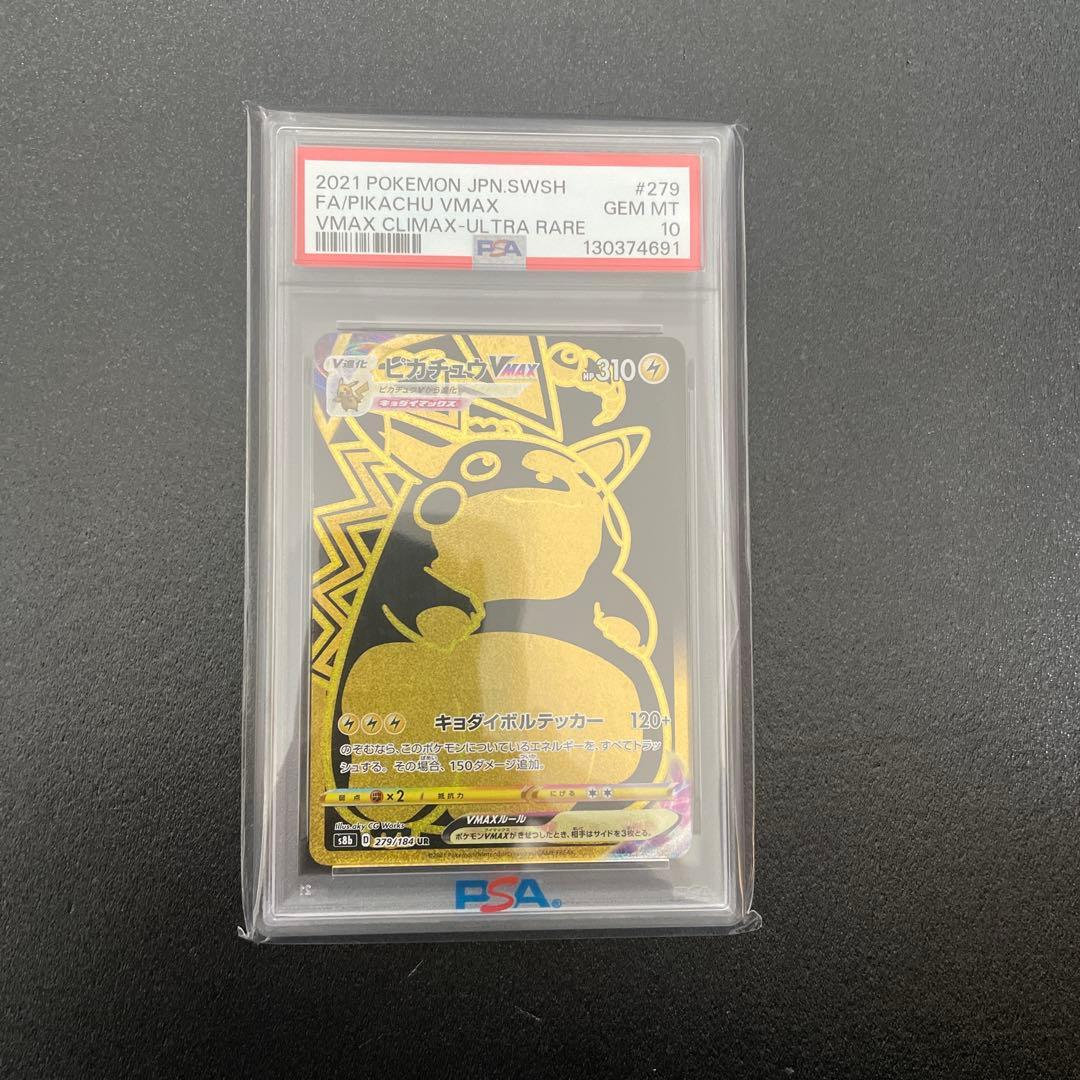 2021 POKEMON JPN.SWSH #279
FA/PIKACHU VMAX GEM MT
VMAX CLIMAX-ULTRA RARE 10
PSA 130374691
V進化 ピカチュウVMAX HP310
ピカチュウVから進化
キョダイマックス
キョダイボルテッカー 120+
のぞむなら、このポケモンについているエネルギーを、すべてトラッ
シュする。その場合、150ダメージ追加。
弱点 ×2 抵抗力 にげる
Illus.aky CG Works VMAXルール
ポケモンVMAXがきぜつしたとき、相手はサイドを3枚とる。
s8b D 279/184 UR
PSA